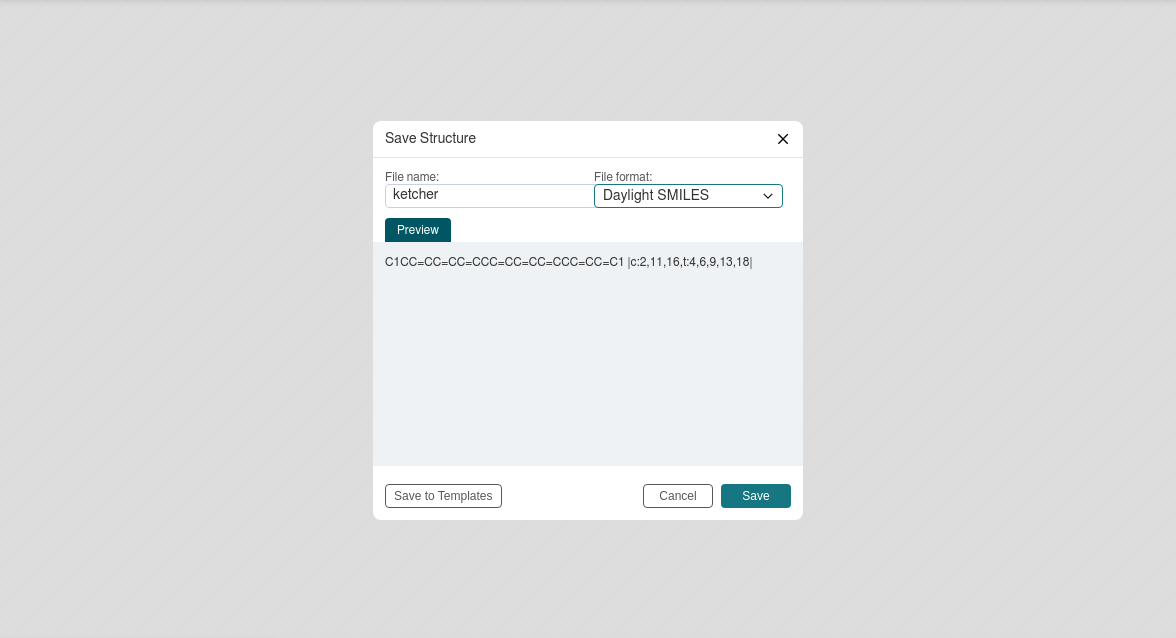 Save Structure
File name:
File format:
ketcher
Daylight SMILES
Preview
C1CC=CC=CC=CCC=CC=CC=CCC=CC=C1 |c:2,11,16,t:4,6,9,13,18|
Save to Templates
Cancel
Save